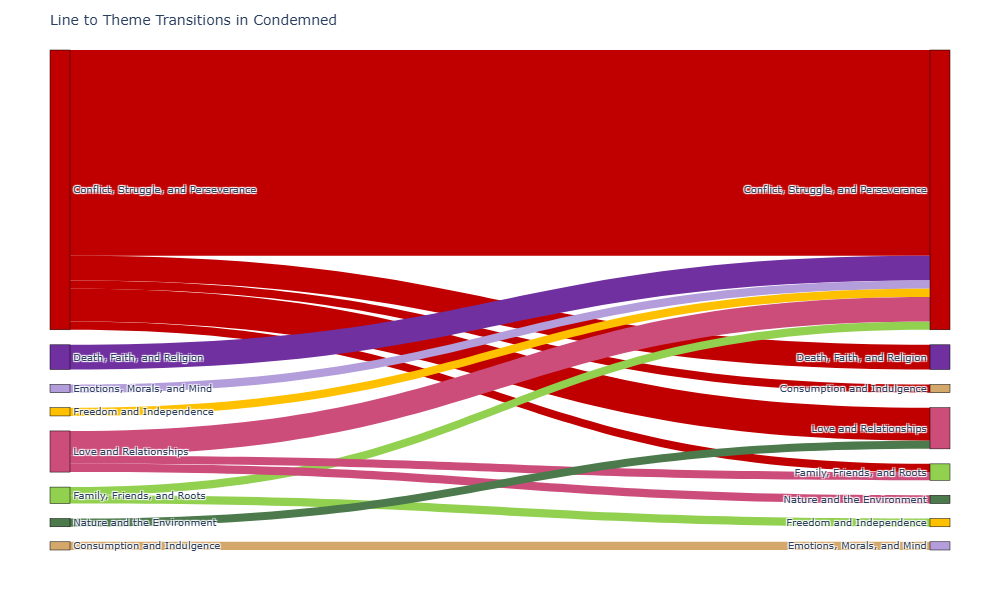 Line to Theme Transitions in Condemned
Conflict, Struggle, and Perseverance
Conflict, Struggle, and Perseverance
Death, Faith, and Religion
Death, Faith, and Religion
Emotions, Morals, and Mind
Consumption and Indulgence
Freedom and Independence
Love and Relationships
Love and Relationships
Family, Friends, and Roots
Family, Friends, and Roots
Nature and the Environment
Nature and the Environment
Freedom and Independence
Consumption and Indulgence
Emotions, Morals, and Mind